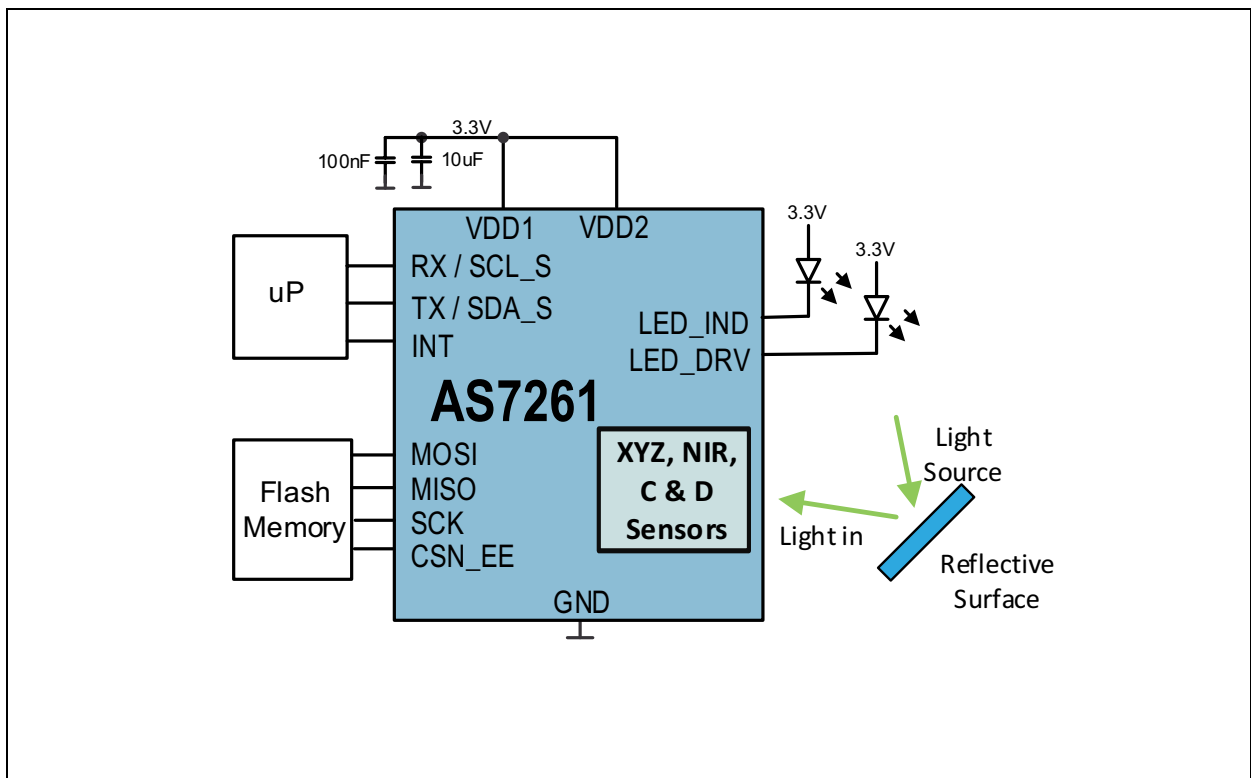 3.3V
100nF
10uF
VDD1
VDD2
3.3V
3.3V
uP
RX / SCL_S
TX / SDA_S
INT
LED_IND
LED_DRV
AS7261
Flash
Memory
MOSI
MISO
SCK
CSN_EE
XYZ, NIR,
C & D
Sensors
Light
Source
Light in
Reflective
Surface
GND